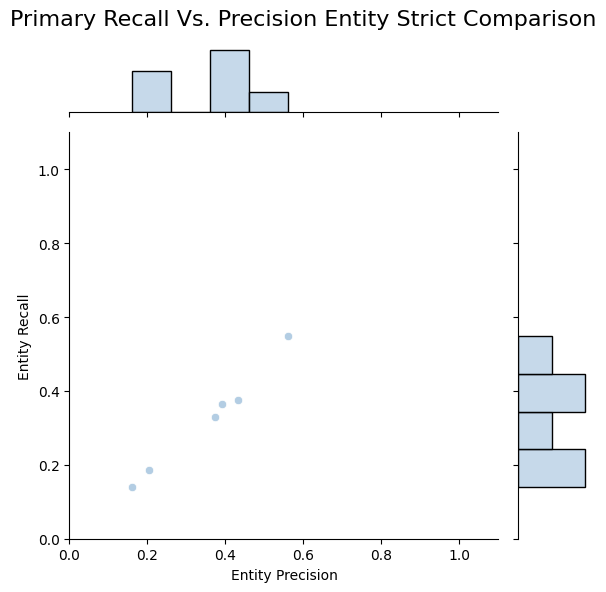 Primary Recall Vs. Precision Entity Strict Comparison
1.0
0.8
0.6
0.4
0.2
0.0
Entity Recall
0.0 0.2 0.4 0.6 0.8 1.0
Entity Precision